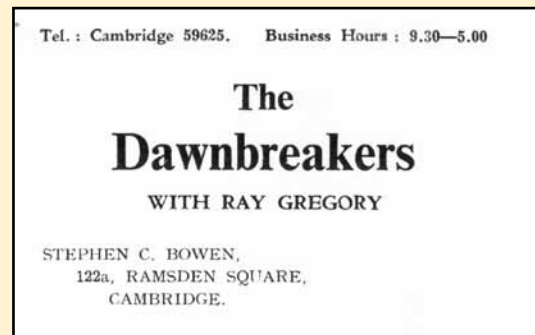 Tel. : Cambridge 59625. Business Hours : 9.30—5.00
The
Dawnbreakers
WITH RAY GREGORY
STEPHEN C. BOWEN,
122a, RAMSDEN SQUARE,
CAMBRIDGE.